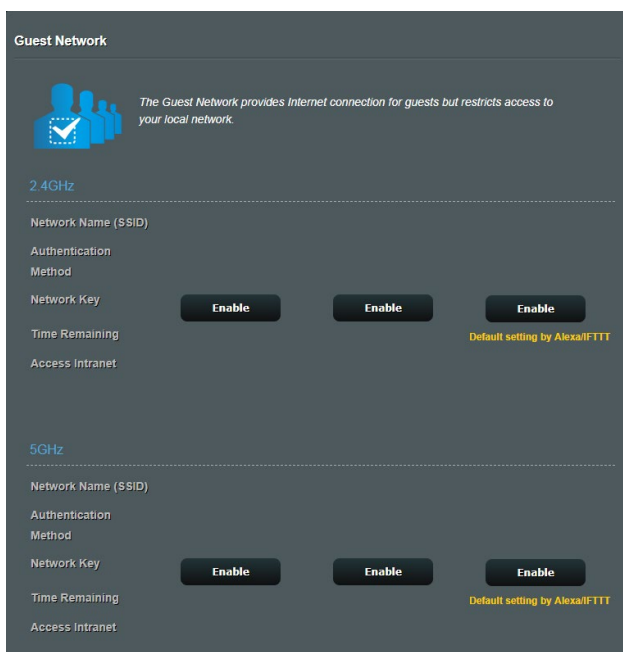 Guest Network
The Guest Network provides Internet connection for guests but restricts access to
your local network.
2.4GHz
Network Name (SSID)
Authentication
Method
Network Key
Enable Enable Enable
Time Remaining
Default setting by Alexa/IFTTT
Access Intranet
5GHz
Network Name (SSID)
Authentication
Method
Network Key
Enable Enable Enable
Time Remaining
Default setting by Alexa/IFTTT
Access Intranet